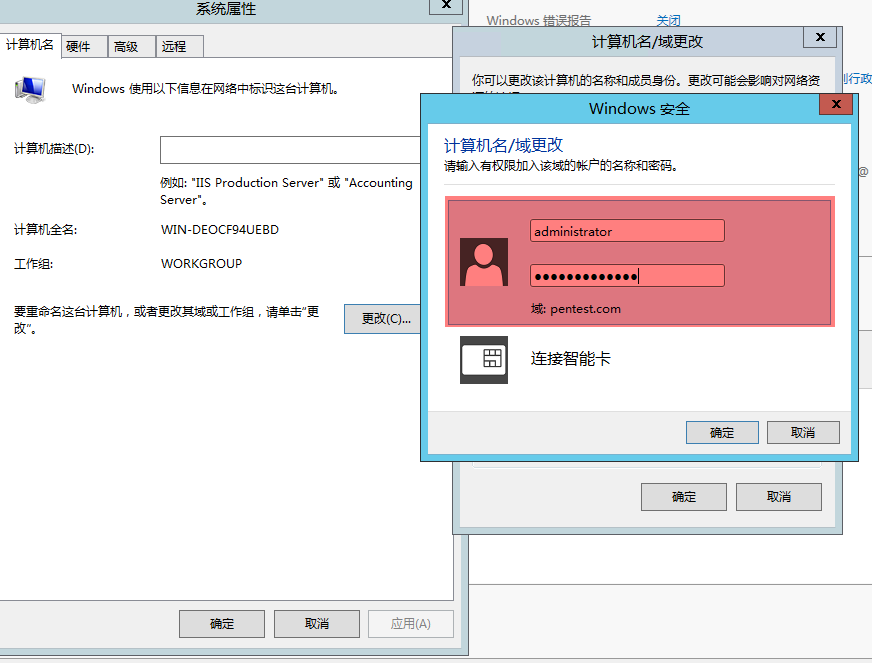 系统属性
计算机名 硬件 高级 远程
Windows 使用以下信息在网络中标识这台计算机。
计算机描述(D):
例如: "IIS Production Server" 或 "Accounting
Server"。
计算机全名: WIN-DEOCF94UEBD
工作组: WORKGROUP
要重命名这台计算机，或者更改其域或工作组，请单击"更
改"。
更改(C)...
确定 取消 应用(A)
Windows 错误报告 关闭
计算机名/域更改
你可以更改该计算机的名称和成员身份。更改可能会影响对网络资
Windows 安全
计算机名/域更改
请输入有权限加入该域的帐户的名称和密码。
administrator
●●●●●●●●●●●●●
域: pentest.com
连接智能卡
确定 取消
确定 取消
行政
@